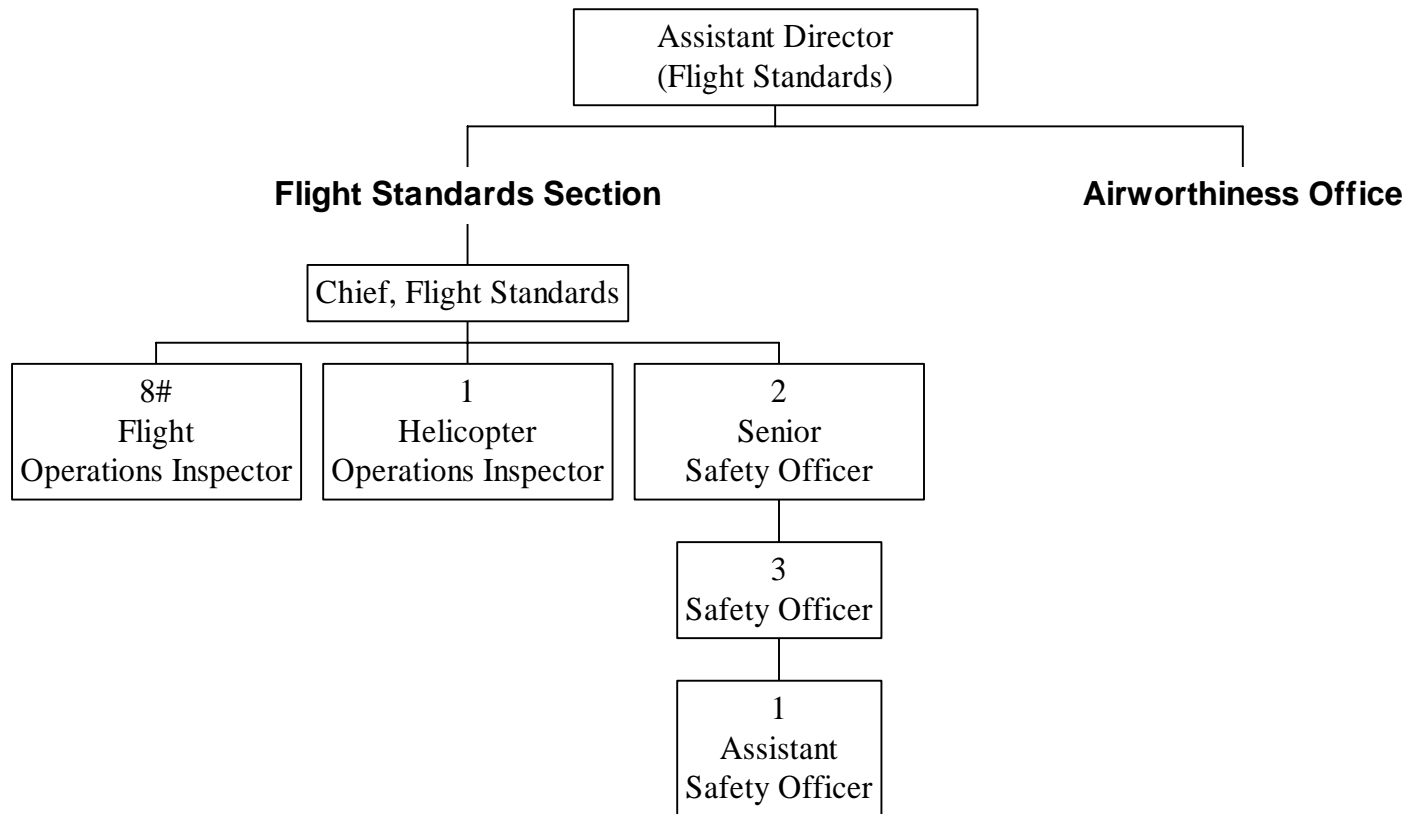 Assistant Director
(Flight Standards)
Flight Standards Section
Airworthiness Office
Chief, Flight Standards
8#
Flight
Operations Inspector
1
Helicopter
Operations Inspector
2
Senior
Safety Officer
3
Safety Officer
1
Assistant
Safety Officer